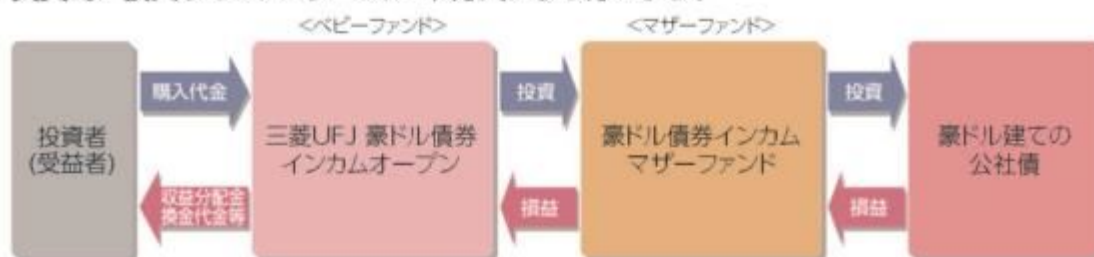 <ベビーファンド>
<マザーファンド>
購入代金
投資
投資
投資者
(受益者)
三菱UFJ 豪ドル債券
インカムオープン
豪ドル債券インカム
マザーファンド
豪ドル建ての
公社債
収益分配金
換金代金等
損益
損益